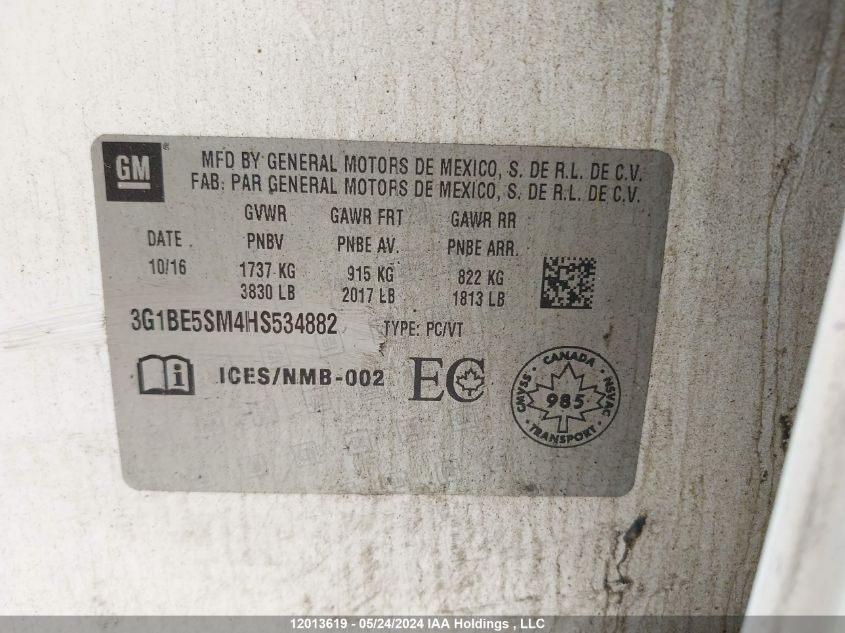 GM ®
MFD BY GENERAL MOTORS DE MEXICO, S. DE R.L. DE C.V.
FAB: PAR GENERAL MOTORS DE MEXICO, S. DE R.L. DE C.V.
GVWR GAWR FRT GAWR RR
DATE PNBV PNBE AV. PNBE ARR.
10/16 1737 KG 915 KG 822 KG
3830 LB 2017 LB 1813 LB
3G1BE5SM4HS534882 TYPE: PC/VT
i ICES/NMB-002 EC
CANADA
CMVSS 985 NSVAC
TRANSPORT
12013619 - 05/24/2024 IAA Holdings , LLC